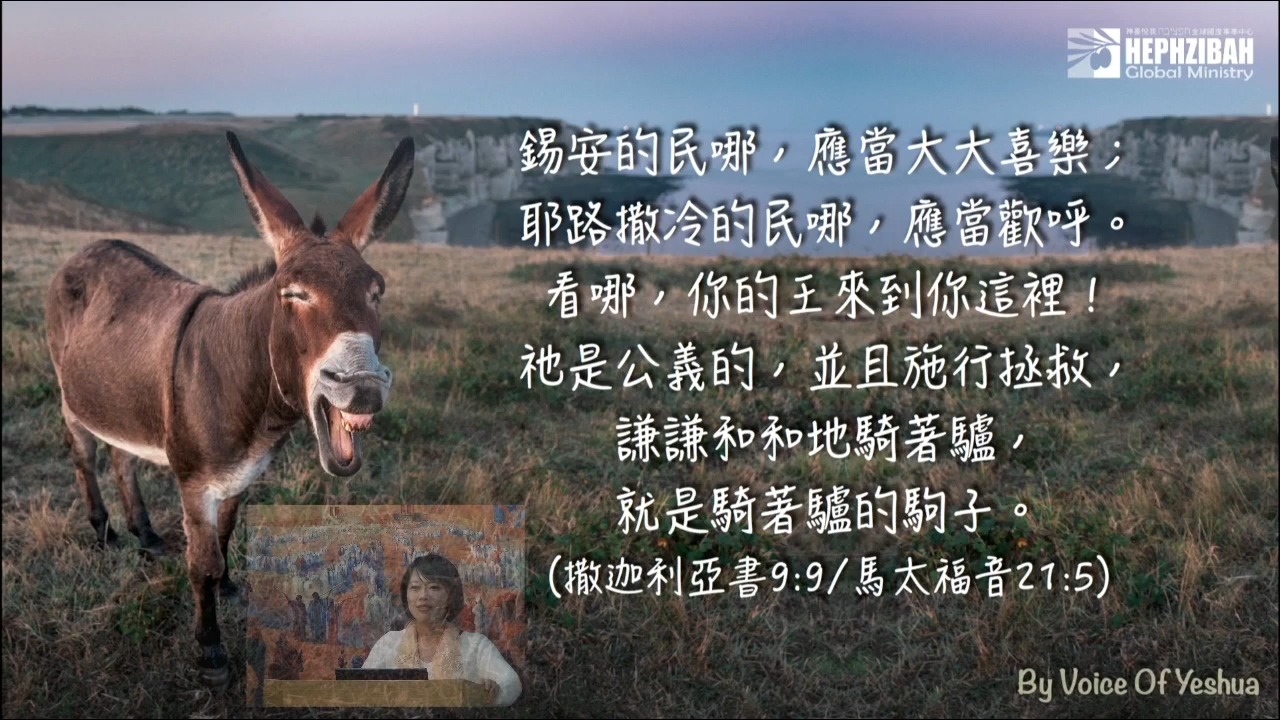 HEPHZIBAH
Global Ministry
錫安的民哪，應當大大喜樂；
耶路撒冷的民哪，應當歡呼。
看哪，你的王來到你這裡！
祂是公義的，並且施行拯救，
謙謙和和地騎著驢，
就是騎著驢的駒子。
(撒迦利亞書9:9/馬太福音21:5)
By Voice Of Yeshua